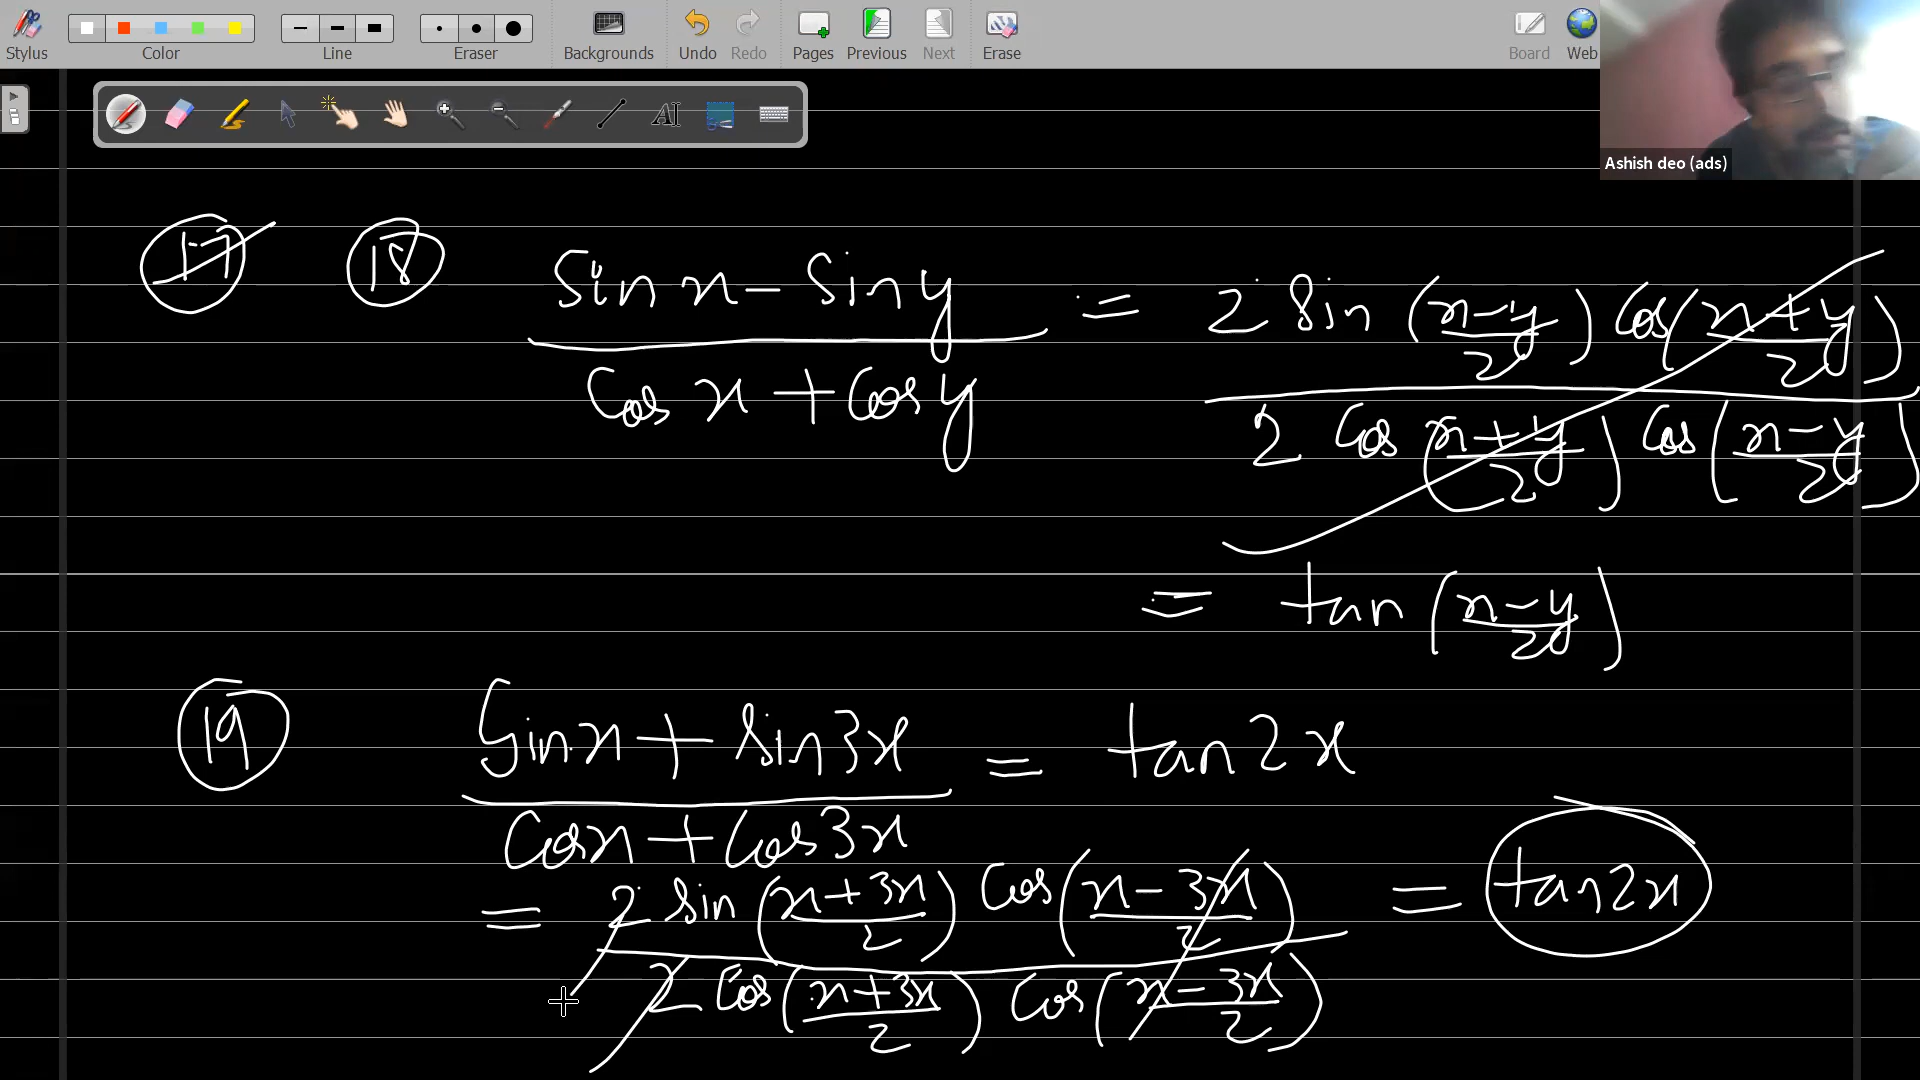 Stylus Color Line Eraser Backgrounds Undo Redo Pages Previous Next Erase Board Web
AI
Ashish deo (ads)
17 18 (Sin x - Sin y)/(Cos x + Cos y) = (2 Sin ((x-y)/2) Cos((x+y)/2))/(2 Cos((x+y)/2) Cos((x-y)/2))
= tan((x-y)/2)
19 (Sin x + Sin 3x)/(Cos x + Cos 3x) = tan 2x
= (2 Sin((x+3x)/2) Cos((x-3x)/2))/(2 Cos((x+3x)/2) Cos((x-3x)/2)) = tan 2x